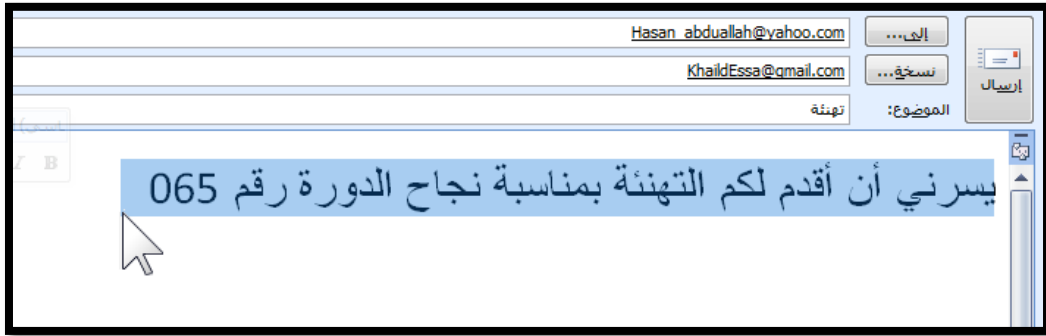 إلى...
Hasan_abduallah@yahoo.com
نسخة...
KhaildEssa@gmail.com
إرسال
الموضوع:
تهنئة
يسرني أن أقدم لكم التهنئة بمناسبة نجاح الدورة رقم 065
B
I